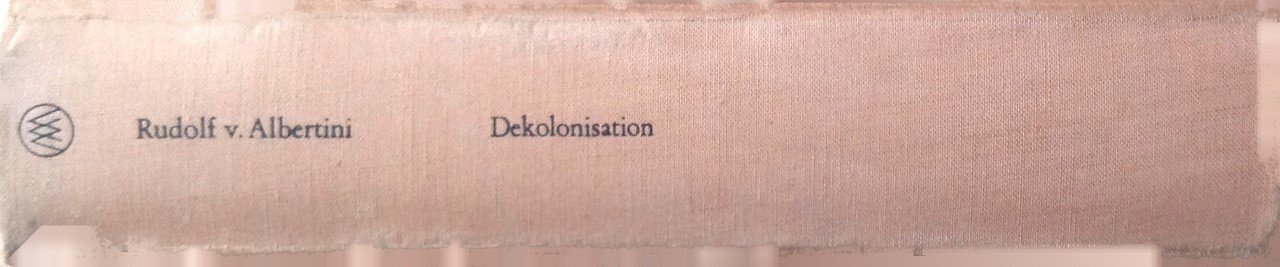 Rudolf v. Albertini
Dekolonisation